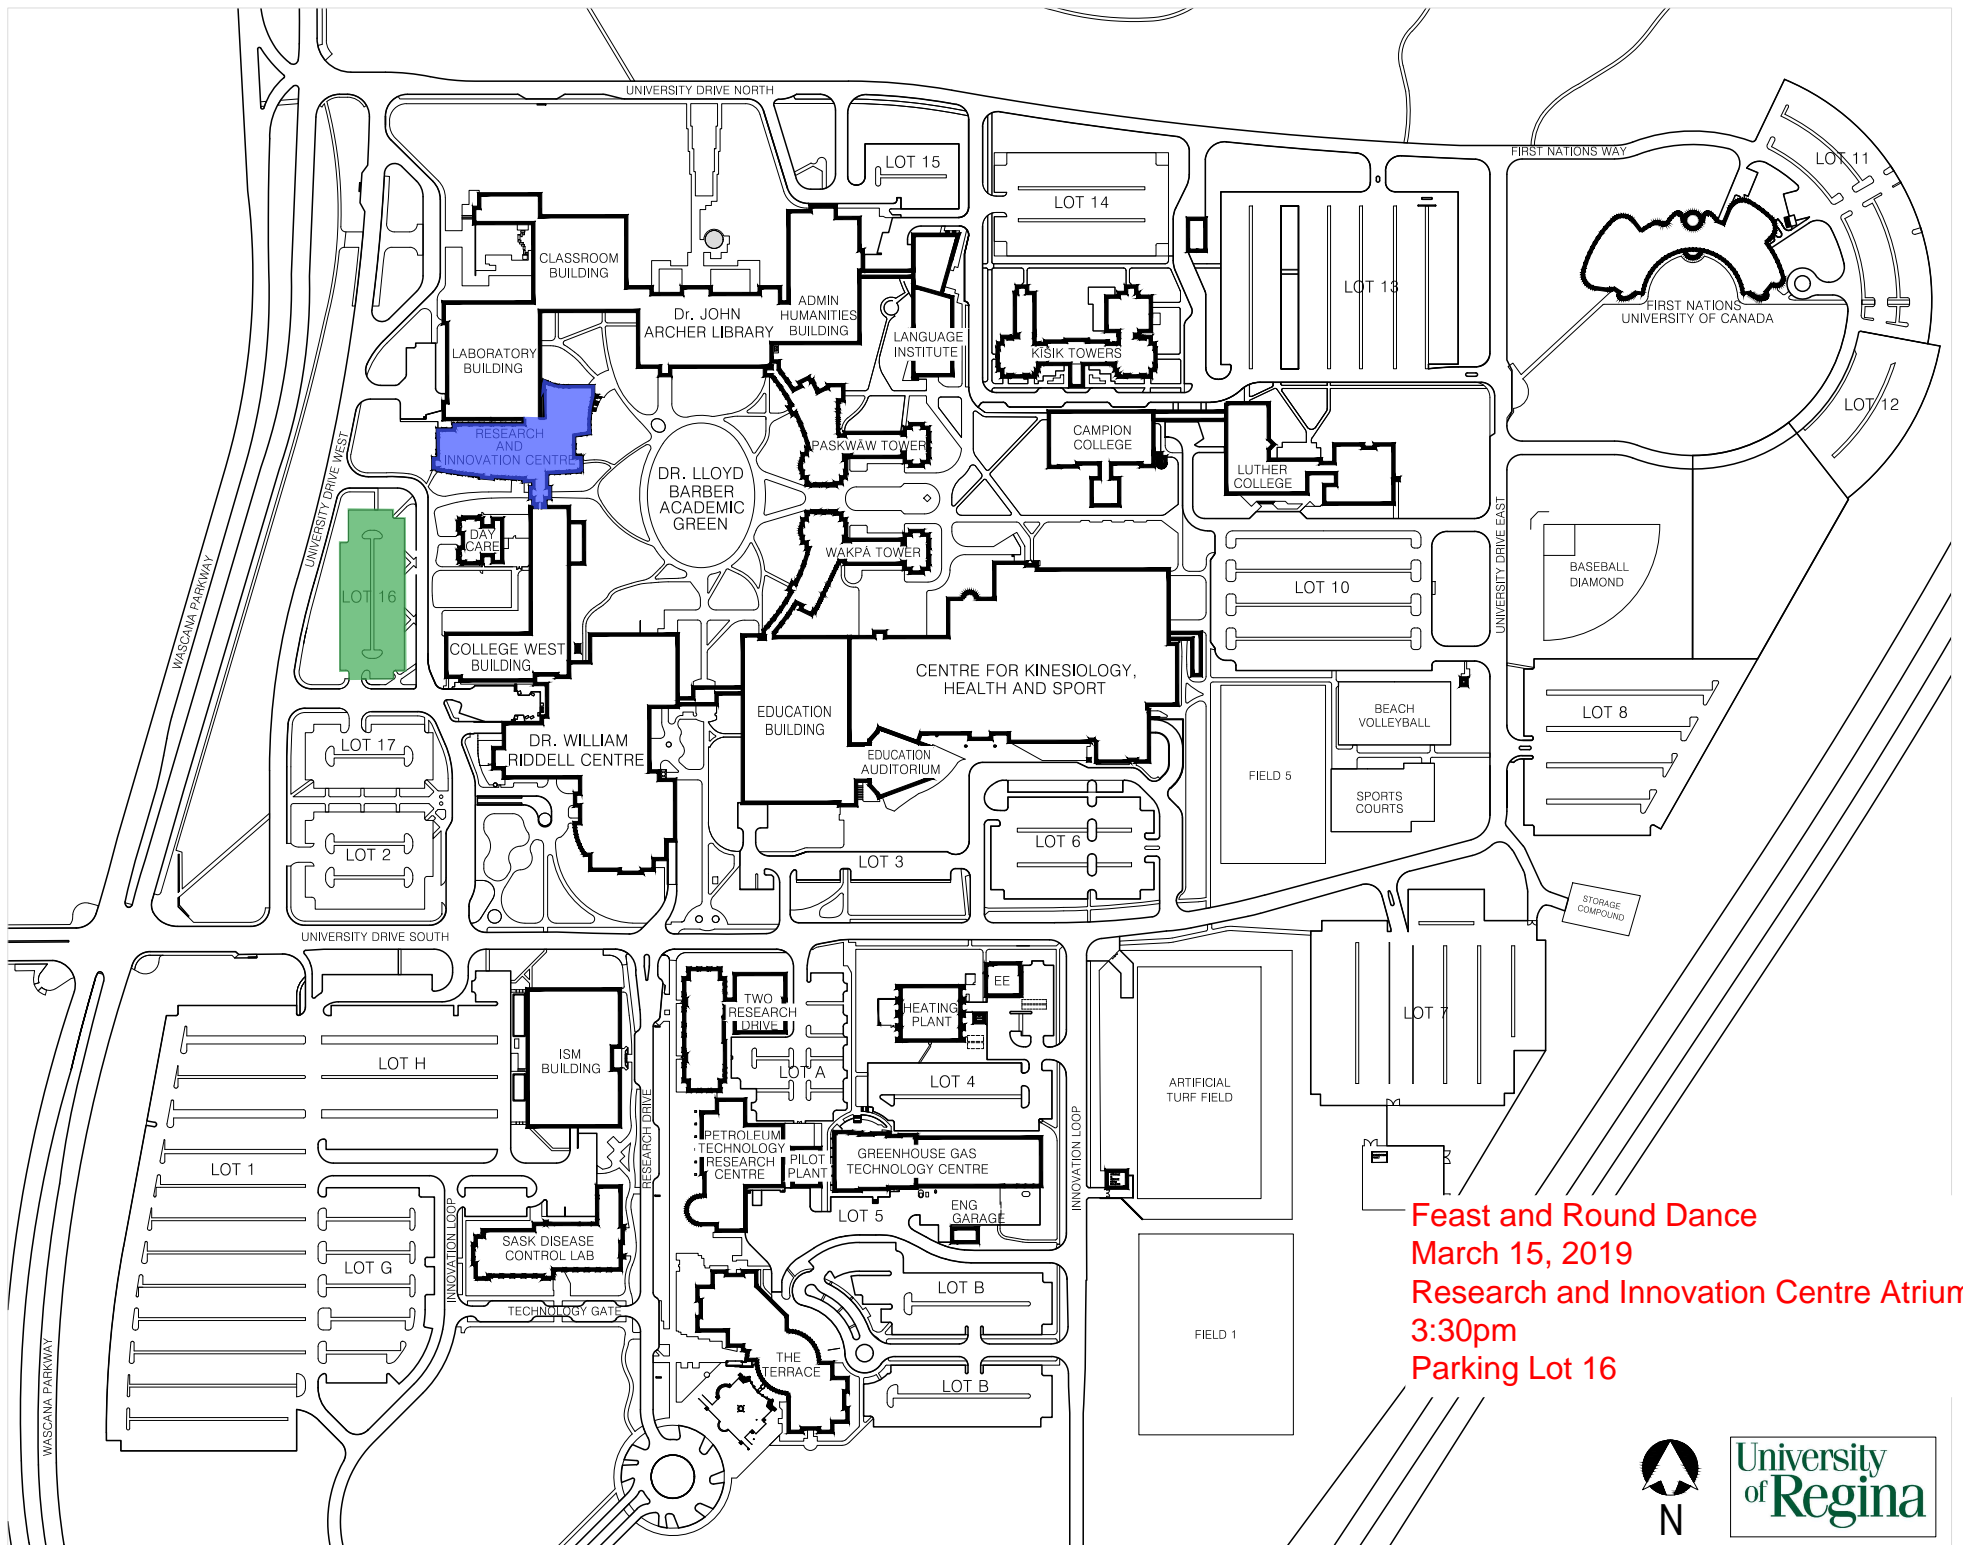 UNIVERSITY DRIVE NORTH
FIRST NATIONS WAY
LOT 15
LOT 11
LOT 14
CLASSROOM
BUILDING
LOT 13
ADMIN
HUMANITIES
BUILDING
Dr. JOHN
ARCHER LIBRARY
FIRST NATIONS
UNIVERSITY OF CANADA
LANGUAGE
INSTITUTE
KĪSIK TOWERS
LABORATORY
BUILDING
LOT 12
RESEARCH
AND
INNOVATION CENTRE
PASKWĀW TOWER
CAMPION
COLLEGE
LUTHER
COLLEGE
UNIVERSITY DRIVE WEST
DR. LLOYD
BARBER
ACADEMIC
GREEN
DAY
CARE
WAKPĀ TOWER
UNIVERSITY DRIVE EAST
BASEBALL
DIAMOND
LOT 10
LOT 16
WASCANA PARKWAY
COLLEGE WEST
BUILDING
CENTRE FOR KINESIOLOGY,
HEALTH AND SPORT
EDUCATION
BUILDING
BEACH
VOLLEYBALL
LOT 8
LOT 17
DR. WILLIAM
RIDDELL CENTRE
EDUCATION
AUDITORIUM
FIELD 5
SPORTS
COURTS
LOT 2
LOT 3
LOT 6
STORAGE
COMPOUND
UNIVERSITY DRIVE SOUTH
EE
TWO
RESEARCH
DRIVE
HEATING
PLANT
LOT 7
ISM
BUILDING
LOT H
LOT A
LOT 4
ARTIFICIAL
TURF FIELD
RESEARCH DRIVE
INNOVATION LOOP
PETROLEUM
TECHNOLOGY
RESEARCH
CENTRE
PILOT
PLANT
GREENHOUSE GAS
TECHNOLOGY CENTRE
LOT 1
LOT 5
ENG
GARAGE
INNOVATION LOOP
SASK DISEASE
CONTROL LAB
LOT G
LOT B
TECHNOLOGY GATE
FIELD 1
THE
TERRACE
LOT B
WASCANA PARKWAY
Feast and Round Dance
March 15, 2019
Research and Innovation Centre Atrium
3:30pm
Parking Lot 16
N
University
of Regina